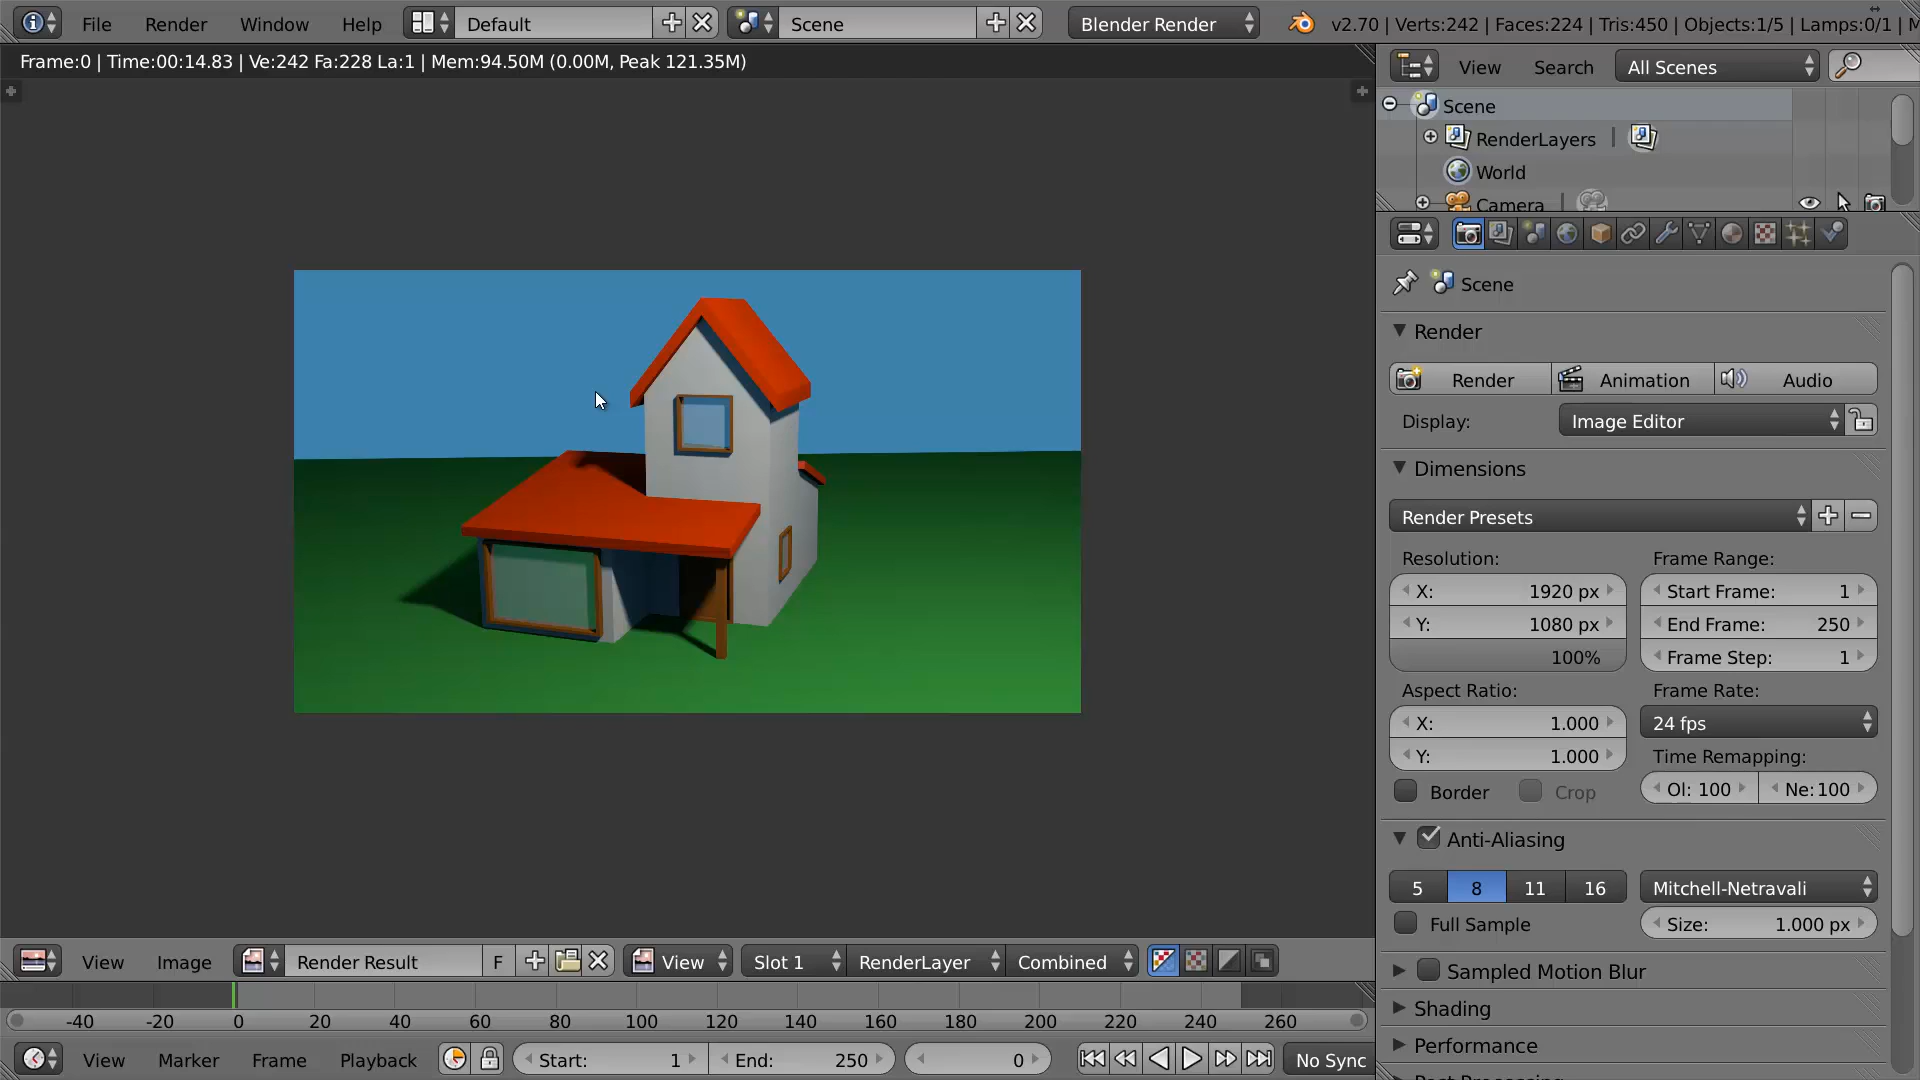 File Render Window Help Default Scene Blender Render v2.70 | Verts:242 | Faces:224 | Tris:450 | Objects:1/5 | Lamps:0/1 | M
Frame:0 | Time:00:14.83 | Ve:242 Fa:228 La:1 | Mem:94.50M (0.00M, Peak 121.35M)
View Search All Scenes
Scene
RenderLayers
World
Camera
Scene
Render
Render Animation Audio
Display: Image Editor
Dimensions
Render Presets
Resolution: Frame Range:
X: 1920 px Start Frame: 1
Y: 1080 px End Frame: 250
100% Frame Step: 1
Aspect Ratio: Frame Rate:
X: 1.000 24 fps
Y: 1.000 Time Remapping:
Border Crop Ol: 100 Ne: 100
Anti-Aliasing
5 8 11 16 Mitchell-Netravali
Full Sample Size: 1.000 px
Sampled Motion Blur
Shading
Performance
View Image Render Result F View Slot 1 RenderLayer Combined
-40 -20 0 20 40 60 80 100 120 140 160 180 200 220 240 260
View Marker Frame Playback Start: 1 End: 250 0 No Sync